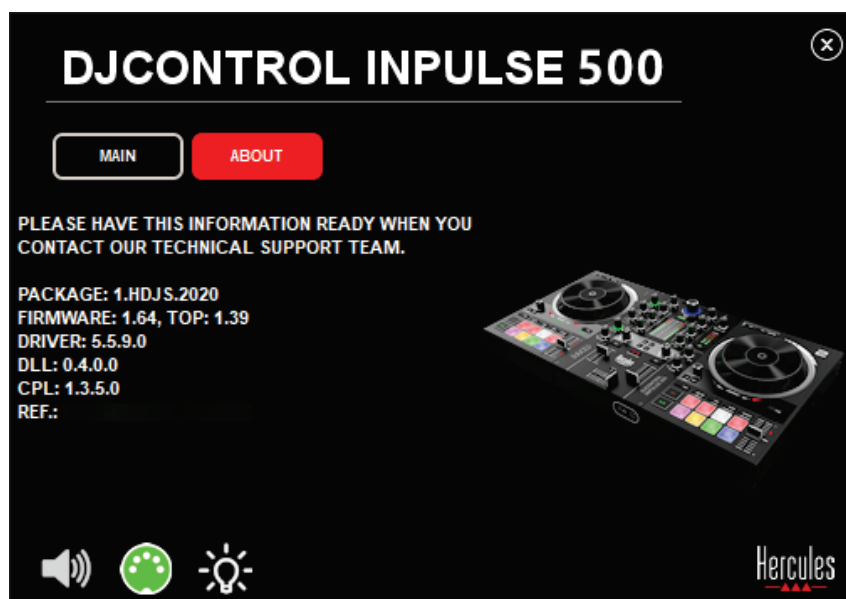 DJCONTROL INPULSE 500
MAIN
ABOUT
PLEASE HAVE THIS INFORMATION READY WHEN YOU
CONTACT OUR TECHNICAL SUPPORT TEAM.
PACKAGE: 1.HDJS.2020
FIRMWARE: 1.64, TOP: 1.39
DRIVER: 5.5.9.0
DLL: 0.4.0.0
CPL: 1.3.5.0
REF.:
Hercules